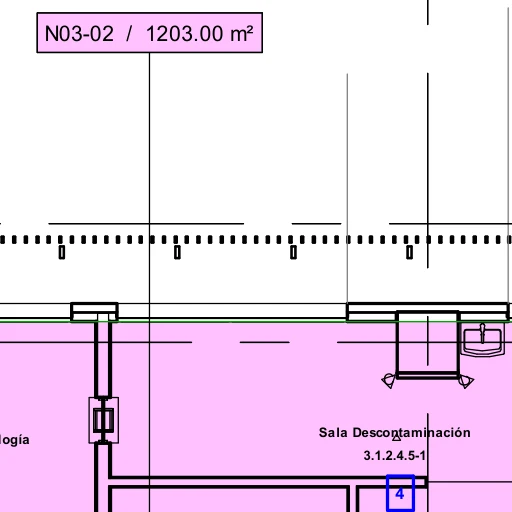 N03-02 / 1203.00 m²
Sala Descontaminación
logía
3.1.2.4.5-1
4